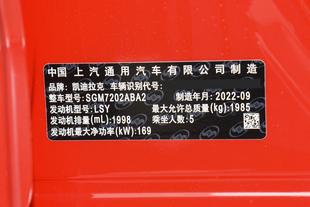 中国 上汽通用汽车有限公司制造
品牌：凯迪拉克 车辆识别代号：
整车型号：SGM7202ABA2 制造年月：2022-09
发动机型号：LSY 最大允许总质量(kg)：1985
发动机排量(mL)：1998 乘坐人数：5
发动机最大净功率(kW)：169